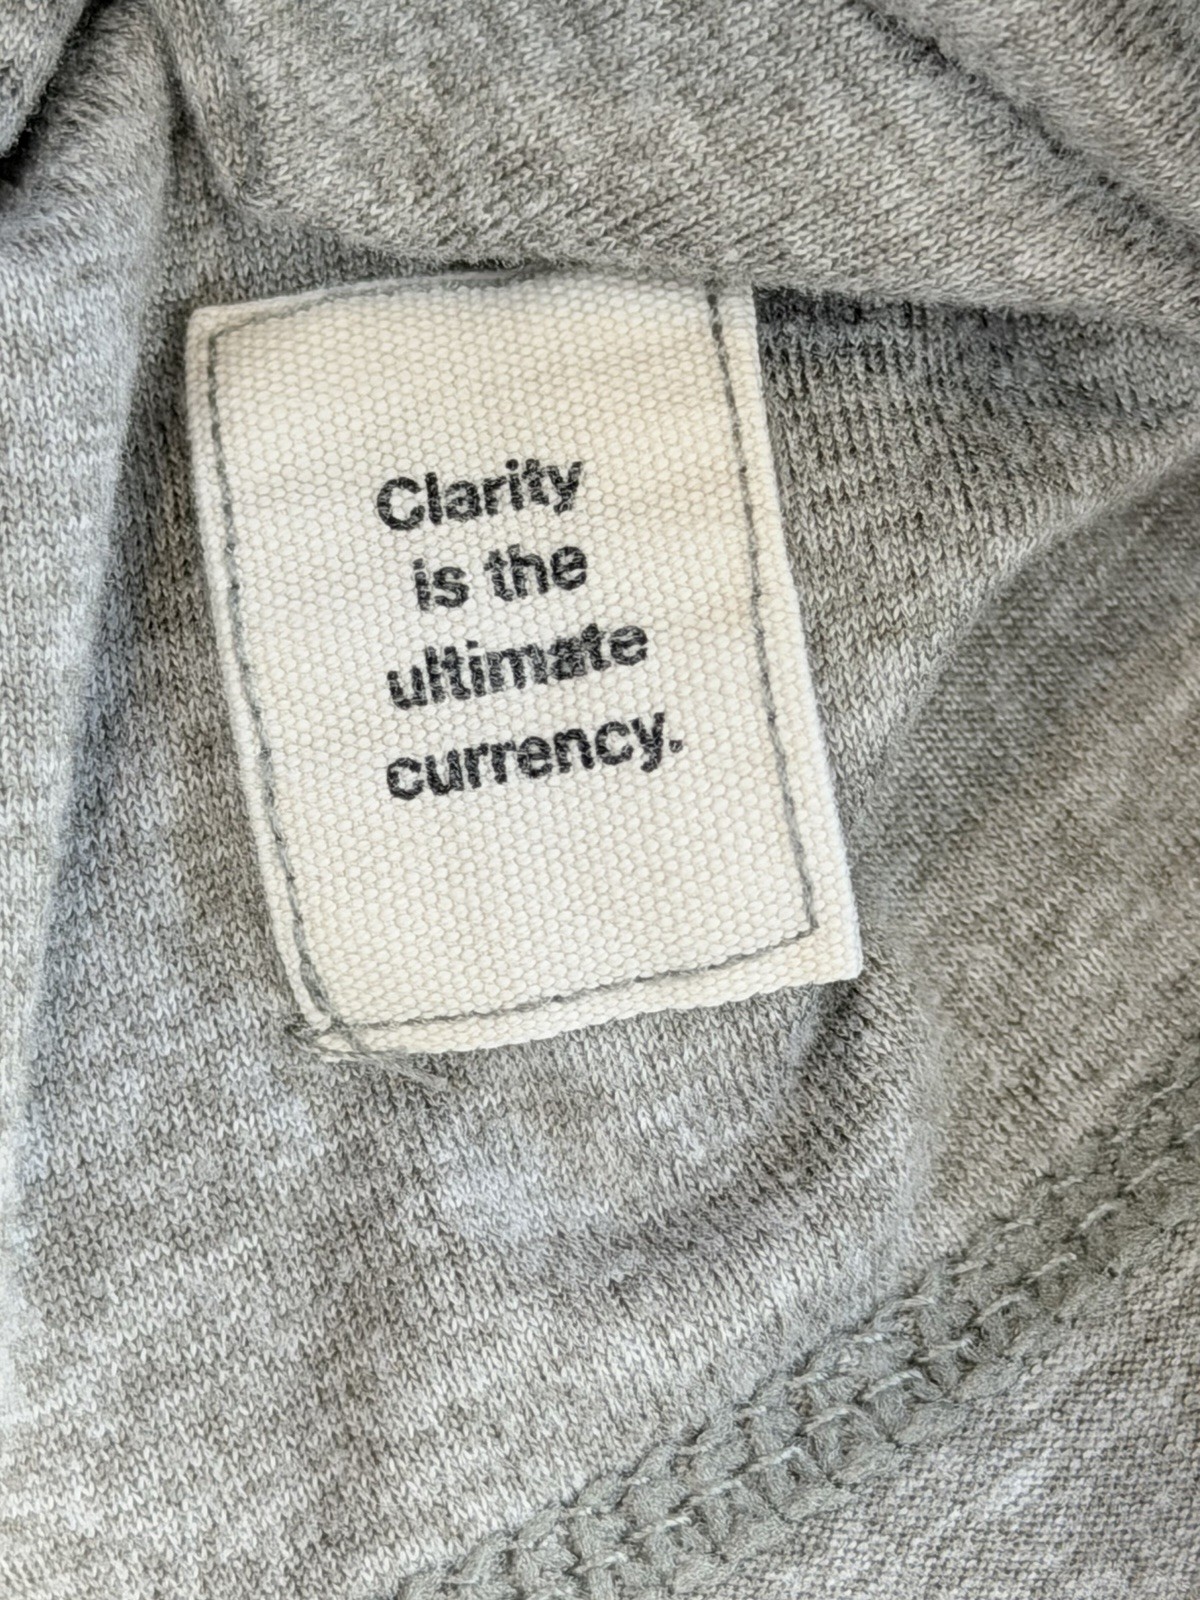 Clarity
is the
ultimate
currency.